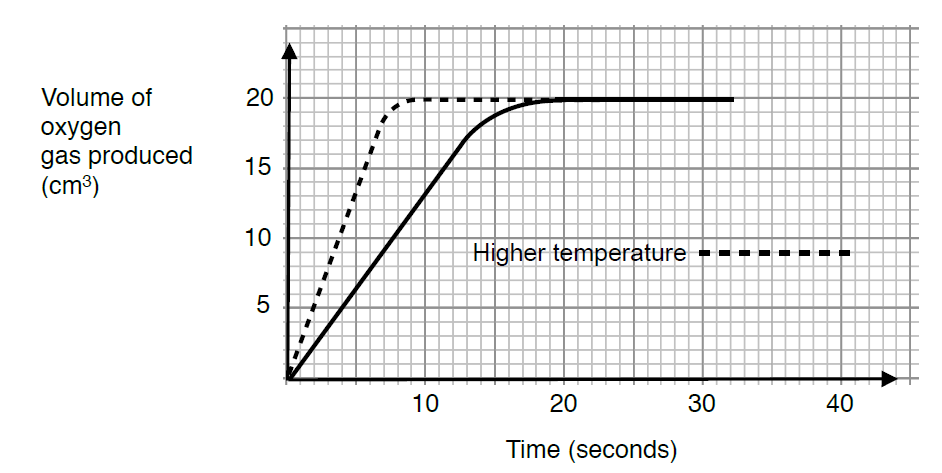 Volume of
oxygen
gas produced
(cm³)
20
15
10
5
Higher temperature
10 20 30 40
Time (seconds)